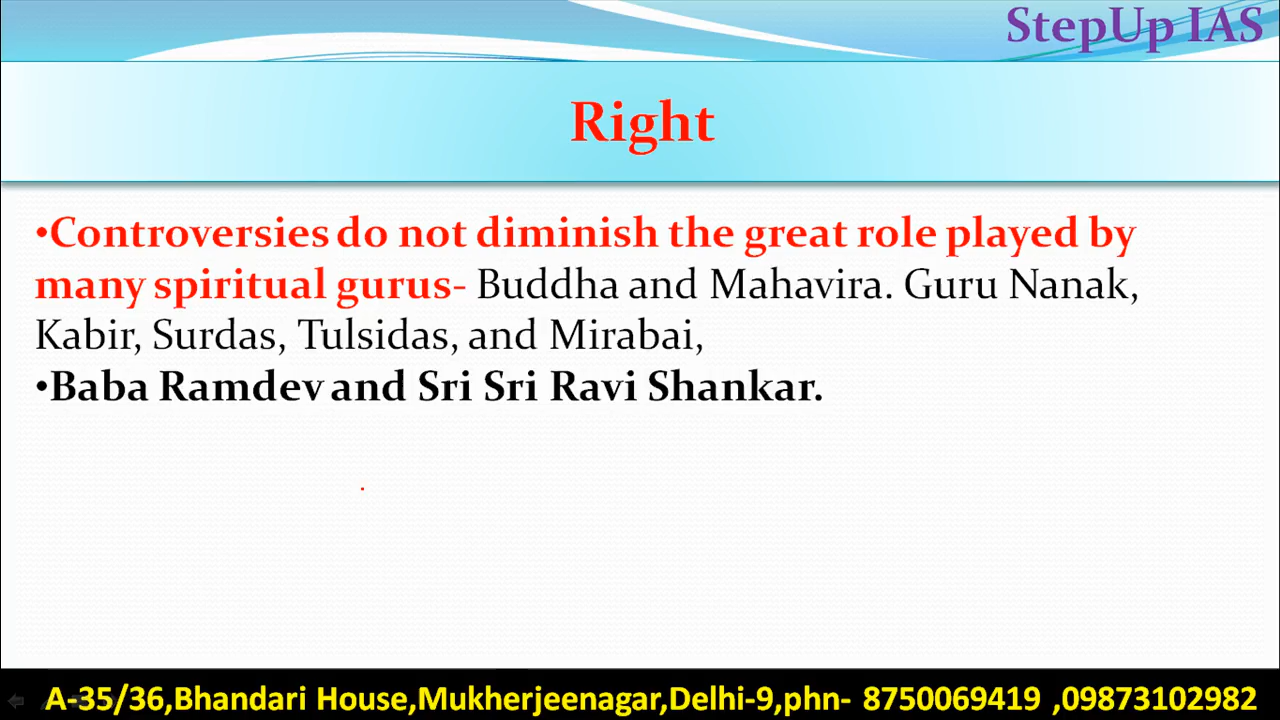 StepUp IAS
Right
•Controversies do not diminish the great role played by
many spiritual gurus- Buddha and Mahavira. Guru Nanak,
Kabir, Surdas, Tulsidas, and Mirabai,
•Baba Ramdev and Sri Sri Ravi Shankar.
A-35/36,Bhandari House,Mukherjeenagar,Delhi-9,phn- 8750069419 ,09873102982